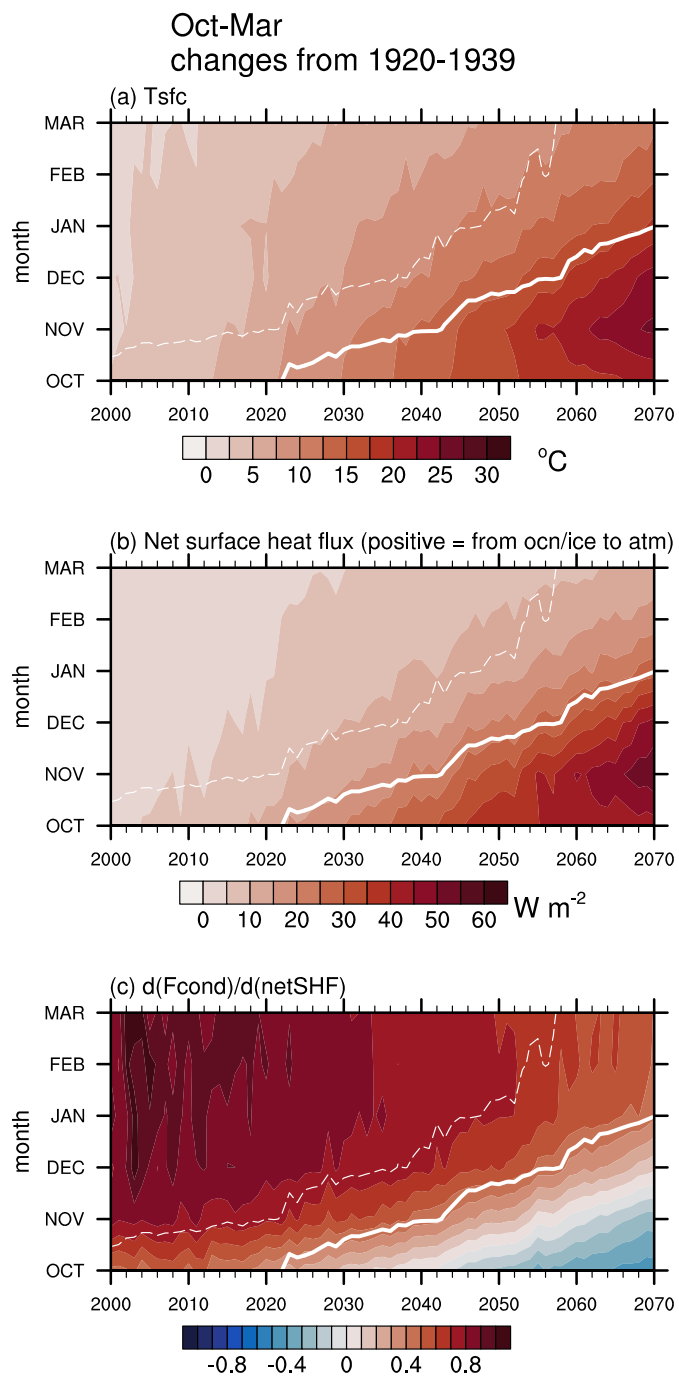 Oct-Mar
changes from 1920-1939
(a) Tsfc
MAR
FEB
JAN
DEC
NOV
OCT
month
2000 2010 2020 2030 2040 2050 2060 2070
0 5 10 15 20 25 30
°C
(b) Net surface heat flux (positive = from ocn/ice to atm)
MAR
FEB
JAN
DEC
NOV
OCT
month
2000 2010 2020 2030 2040 2050 2060 2070
0 10 20 30 40 50 60
W m⁻²
(c) d(Fcond)/d(netSHF)
MAR
FEB
JAN
DEC
NOV
OCT
month
2000 2010 2020 2030 2040 2050 2060 2070
-0.8 -0.4 0 0.4 0.8